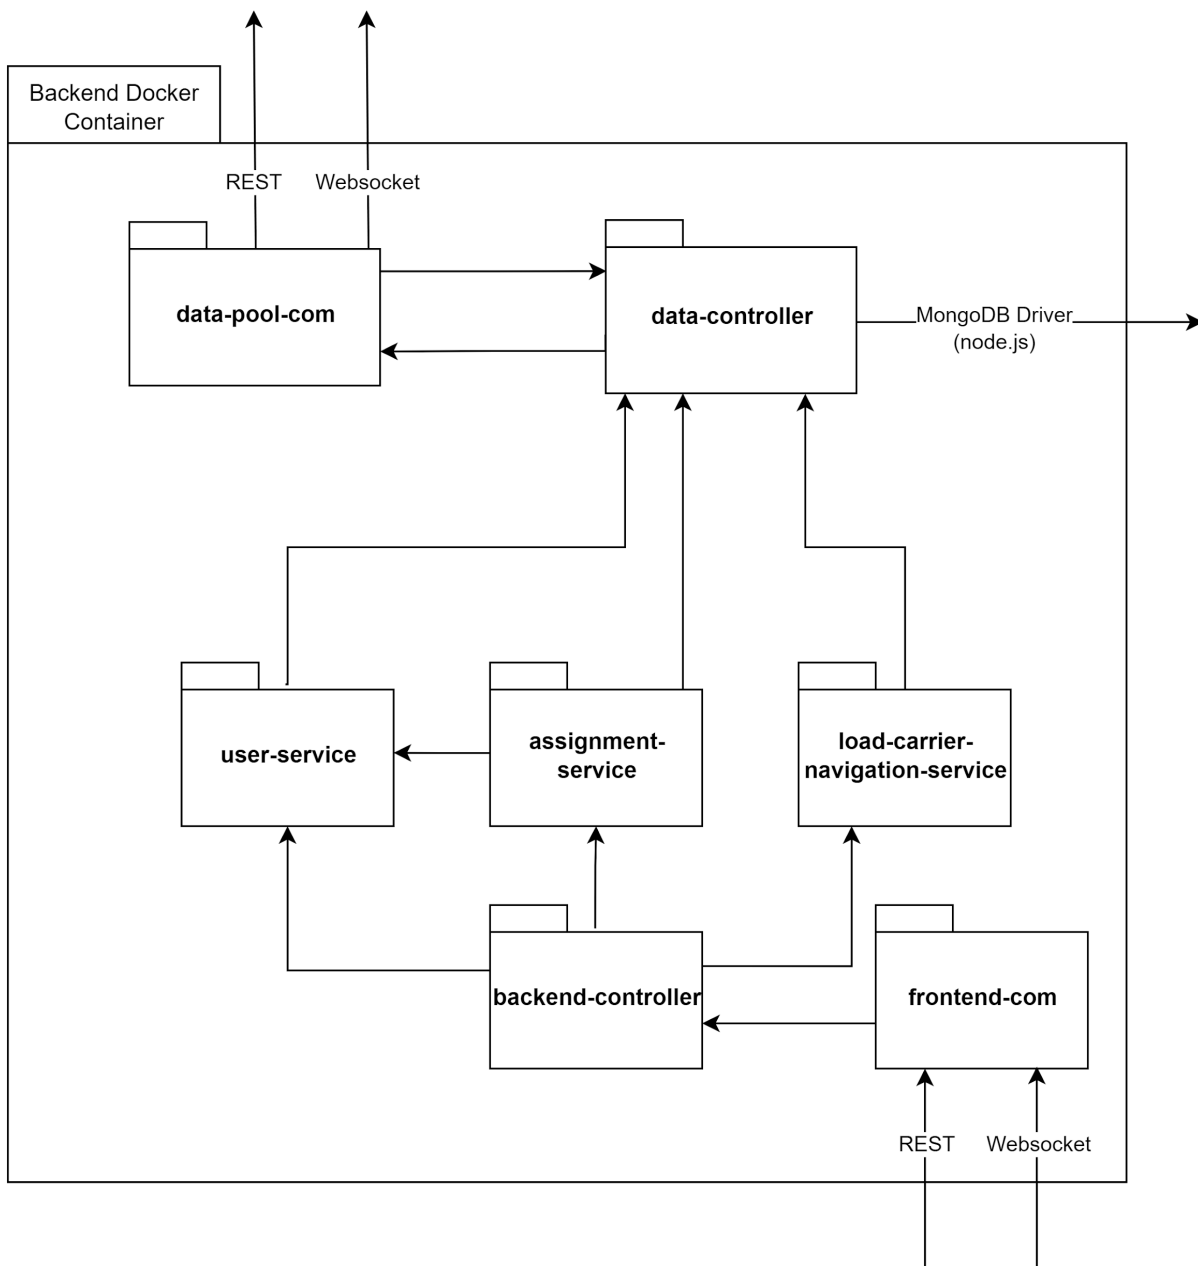 Backend Docker
Container
REST
Websocket
data-pool-com
data-controller
MongoDB Driver
(node.js)
user-service
assignment-
service
load-carrier-
navigation-service
backend-controller
frontend-com
REST
Websocket